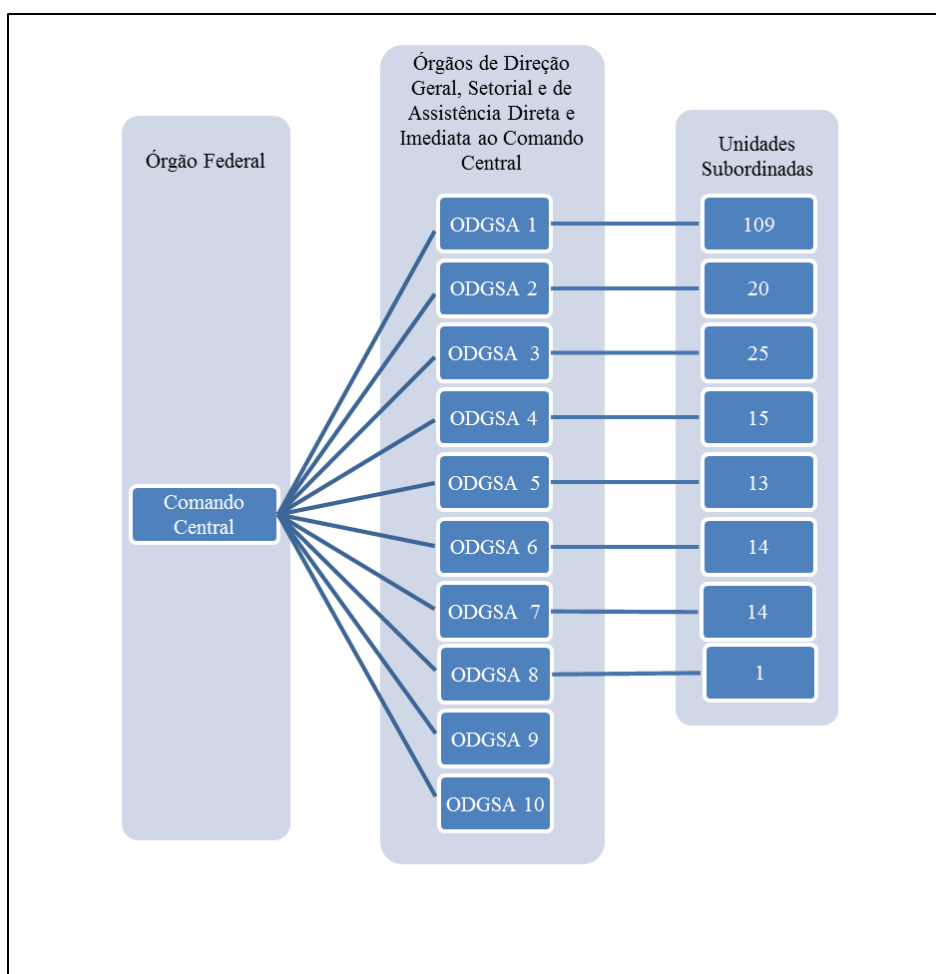 Órgão Federal
Comando
Central
Órgãos de Direção
Geral, Setorial e de
Assistência Direta e
Imediata ao Comando
Central
ODGSA 1
ODGSA 2
ODGSA 3
ODGSA 4
ODGSA 5
ODGSA 6
ODGSA 7
ODGSA 8
ODGSA 9
ODGSA 10
Unidades
Subordinadas
109
20
25
15
13
14
14
1